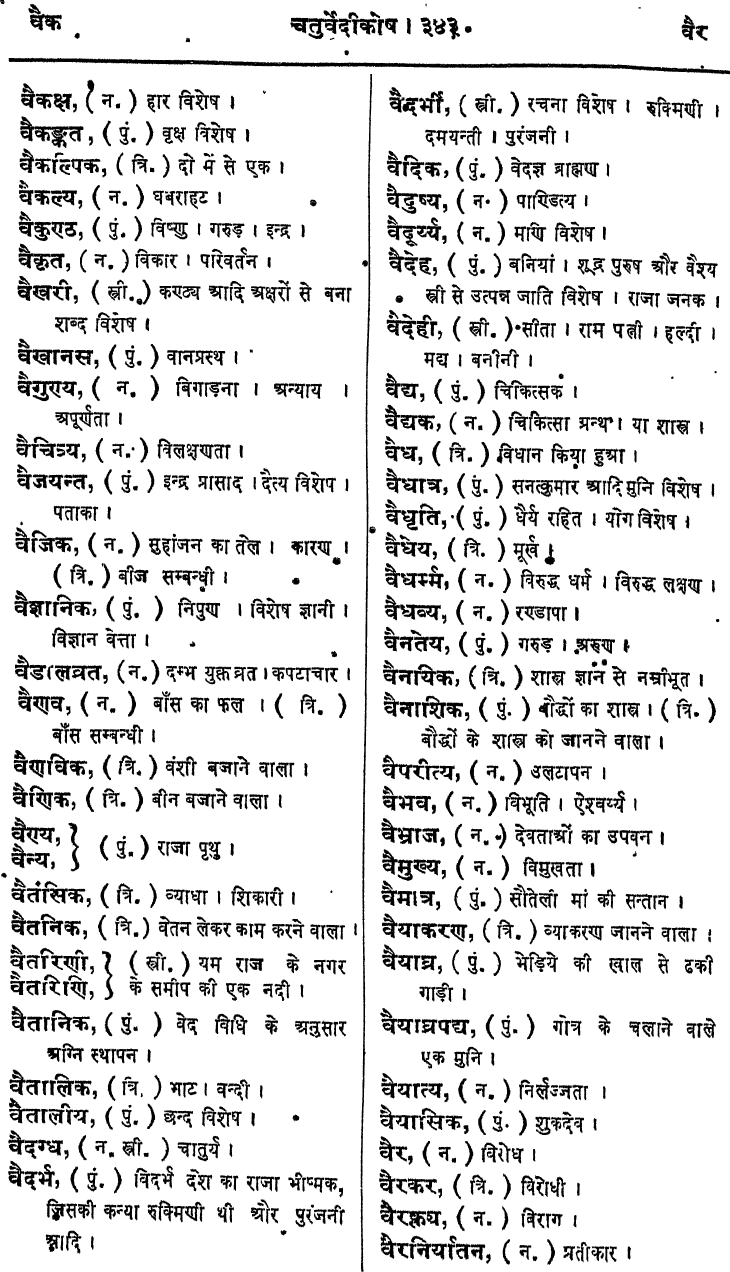 वैक
चतुर्वेदीकोष । ३४३
वैर
वैकक्ष, ( न. ) हार विशेष ।
वैकङ्कत, ( पुं. ) वृक्ष विशेष ।
वैकल्पिक, ( त्रि. ) दो में से एक ।
वैकल्य, ( न. ) घबराहट ।
वैकुण्ठ, ( पुं. ) विष्णु । गरुड़ । इन्द्र ।
वैकृत, ( न. ) विकार । परिवर्तन ।
वैखरी, ( स्त्री. ) कण्ठ्य आदि अक्षरों से बना
शब्द विशेष ।
वैखानस, ( पुं. ) वानप्रस्थ ।
वैगुण्य, ( न. ) बिगाड़ना । अन्याय ।
अपूर्णता ।
वैचित्र्य, ( न. ) विलक्षणता ।
वैजयन्त, ( पुं. ) इन्द्र प्रासाद । दैत्य विशेष ।
पताका ।
वैजिक, ( न. ) सुहांजन का तेल । कारण ।
( त्रि. ) बीज सम्बन्धी ।
वैज्ञानिक, ( पुं. ) निपुण । विशेष ज्ञानी ।
विज्ञान वेत्ता ।
वैडालव्रत, ( न. ) दम्भ युक्त व्रत । कपटाचार ।
वैणव, ( न. ) बाँस का फल । ( त्रि. )
बाँस सम्बन्धी ।
वैणविक, ( त्रि. ) वंशी बजाने वाला ।
वैणिक, ( त्रि. ) बीन बजाने वाला ।
वैण्य, }
वैन्य, } ( पुं. ) राजा पृथु ।
वैतंसिक, ( त्रि. ) व्याधा । शिकारी ।
वैतनिक, ( त्रि. ) वेतन लेकर काम करने वाला ।
वैतरिणी, } ( स्त्री. ) यम राज के नगर
वैतरिणि, } के समीप की एक नदी ।
वैतानिक, ( पुं. ) वेद विधि के अनुसार
अग्नि स्थापन ।
वैतालिक, ( त्रि. ) भाट । वन्दी ।
वैतालीय, ( पुं. ) छन्द विशेष ।
वैदग्ध, ( न. स्त्री. ) चातुर्य ।
वैदर्भ, ( पुं. ) विदर्भ देश का राजा भीष्मक,
जिसकी कन्या रुक्मिणी थी और पुरंजनी
आदि ।
वैदर्भी, ( स्त्री. ) रचना विशेष । रुक्मिणी ।
दमयन्ती । पुरंजनी ।
वैदिक, ( पुं. ) वेदज्ञ ब्राह्मण ।
वैदुष्य, ( न. ) पाण्डित्य ।
वैदूर्य्य, ( न. ) मणि विशेष ।
वैदेह, ( पुं. ) बनियां । शूद्र पुरुष और वैश्य
स्त्री से उत्पन्न जाति विशेष । राजा जनक ।
वैदेही, ( स्त्री. ) सीता । राम पत्नी । हल्दी ।
मद्य । बनीनी ।
वैद्य, ( पुं. ) चिकित्सक ।
वैद्यक, ( न. ) चिकित्सा ग्रन्थ । या शास्त्र ।
वैध, ( त्रि. ) विधान किया हुआ ।
वैधात्र, ( पुं. ) सनत्कुमार आदि मुनि विशेष ।
वैधृति, ( पुं. ) धैर्य रहित । योग विशेष ।
वैधेय, ( त्रि. ) मूर्ख ।
वैधर्म्म, ( न. ) विरुद्ध धर्म । विरुद्ध लक्षण ।
वैधव्य, ( न. ) रण्डापा ।
वैनतेय, ( पुं. ) गरुड़ । अरुण ।
वैनायिक, ( त्रि. ) शास्त्र ज्ञान से नम्रीभूत ।
वैनाशिक, ( पुं. ) बौद्धों का शास्त्र । ( त्रि. )
बौद्धों के शास्त्र को जानने वाला ।
वैपरीत्य, ( न. ) उलटापन ।
वैभव, ( न. ) विभूति । ऐश्वर्य्य ।
वैभ्राज, ( न. ) देवताओं का उपवन ।
वैमुख्य, ( न. ) विमुखता ।
वैमात्र, ( पुं. ) सौतेली मां की सन्तान ।
वैयाकरण, ( त्रि. ) व्याकरण जानने वाला ।
वैयाघ्र, ( पुं. ) भेड़िये की खाल से ढकी
गाड़ी ।
वैयाघ्रपद्य, ( पुं. ) गोत्र के चलाने वाले
एक मुनि ।
वैयात्य, ( न. ) निर्लज्जता ।
वैयासिक, ( पुं. ) शुकदेव ।
वैर, ( न. ) विरोध ।
वैरकर, ( त्रि. ) विरोधी ।
वैरक्त्य, ( न. ) विराग ।
वैरनिर्यातन, ( न. ) प्रतीकार ।